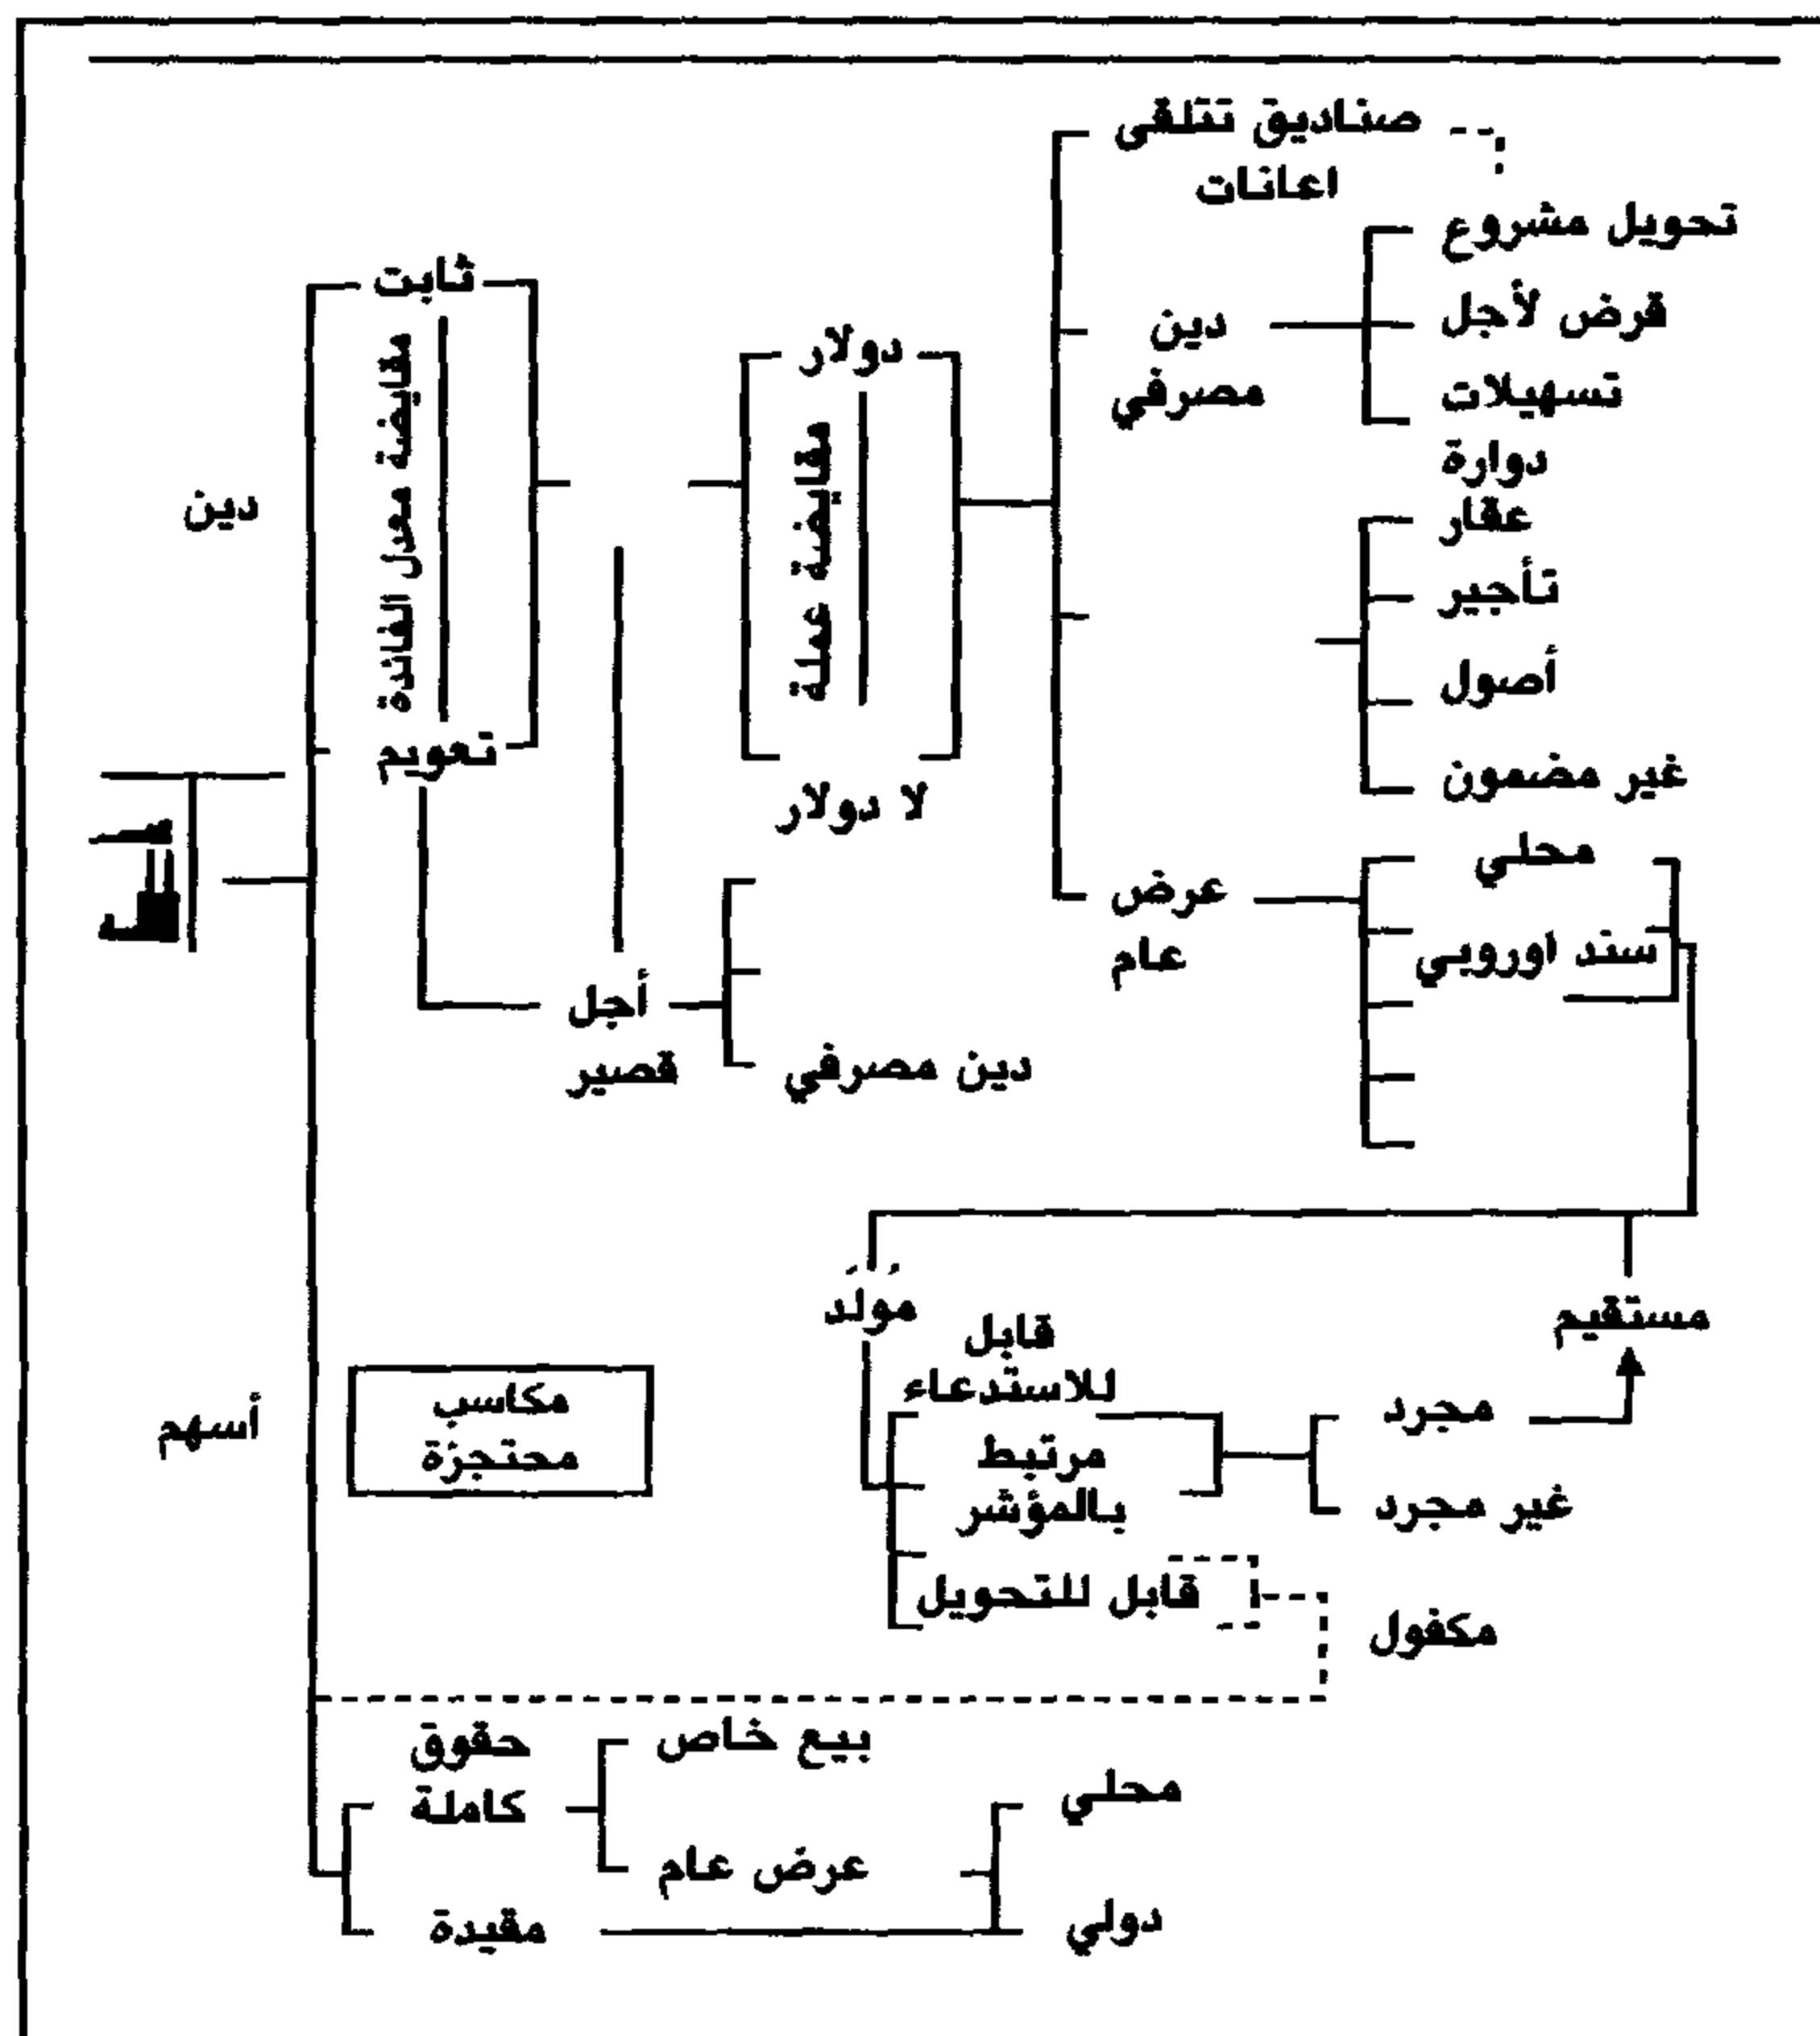 صناديق تتلقى
اعانات
تحويل مشروع
قرض لأجل
تسهيلات
دوارة
دين
مصرفي
عقار
تأجير
أصول
غير مضمون
ثابت
مقايضة معدل الفائدة
تعويم
دولار
مقايضة عملة
لا دولار
دين
عرض
عام
محلي
سند اوروبي
أجل
قصير
دين مصرفي
مولد
مستقيم
قابل
للاستدعاء
مرتبط
بالمؤشر
قابل للتحويل
مجرد
غير مجرد
مكفول
أسهم
مكاسب
محتجزة
حقوق
كاملة
مقيدة
بيع خاص
عرض عام
محلي
دولي